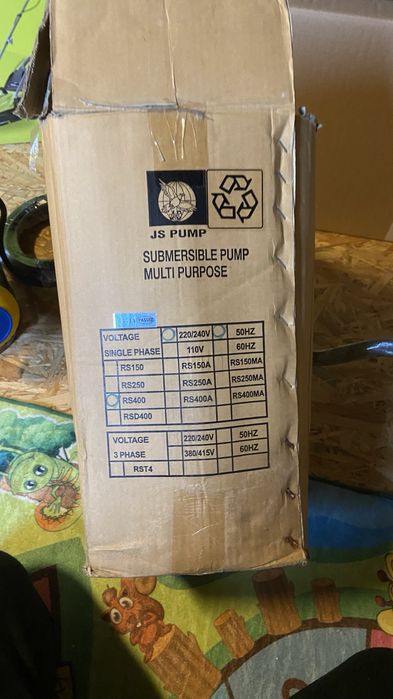 JS PUMP
SUBMERSIBLE PUMP
MULTI PURPOSE
VOLTAGE 220/240V 50HZ
SINGLE PHASE 110V 60HZ
RS150 RS150A RS150MA
RS250 RS250A RS250MA
RS400 RS400A RS400MA
RSD400
VOLTAGE 220/240V 50HZ
3 PHASE 380/415V 60HZ
RST4